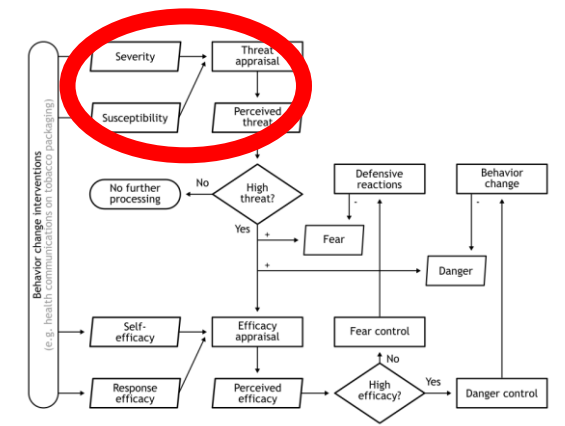 Behavior change interventions
(e.g. health communications on tobacco packaging)
Severity
Threat
appraisal
Susceptibility
Perceived
threat
No further
processing
No
High
threat?
Yes
Defensive
reactions
Behavior
change
-
-
+
Fear
+
Danger
Self-
efficacy
Efficacy
appraisal
Fear control
No
Response
efficacy
Perceived
efficacy
High
efficacy?
Yes
Danger control